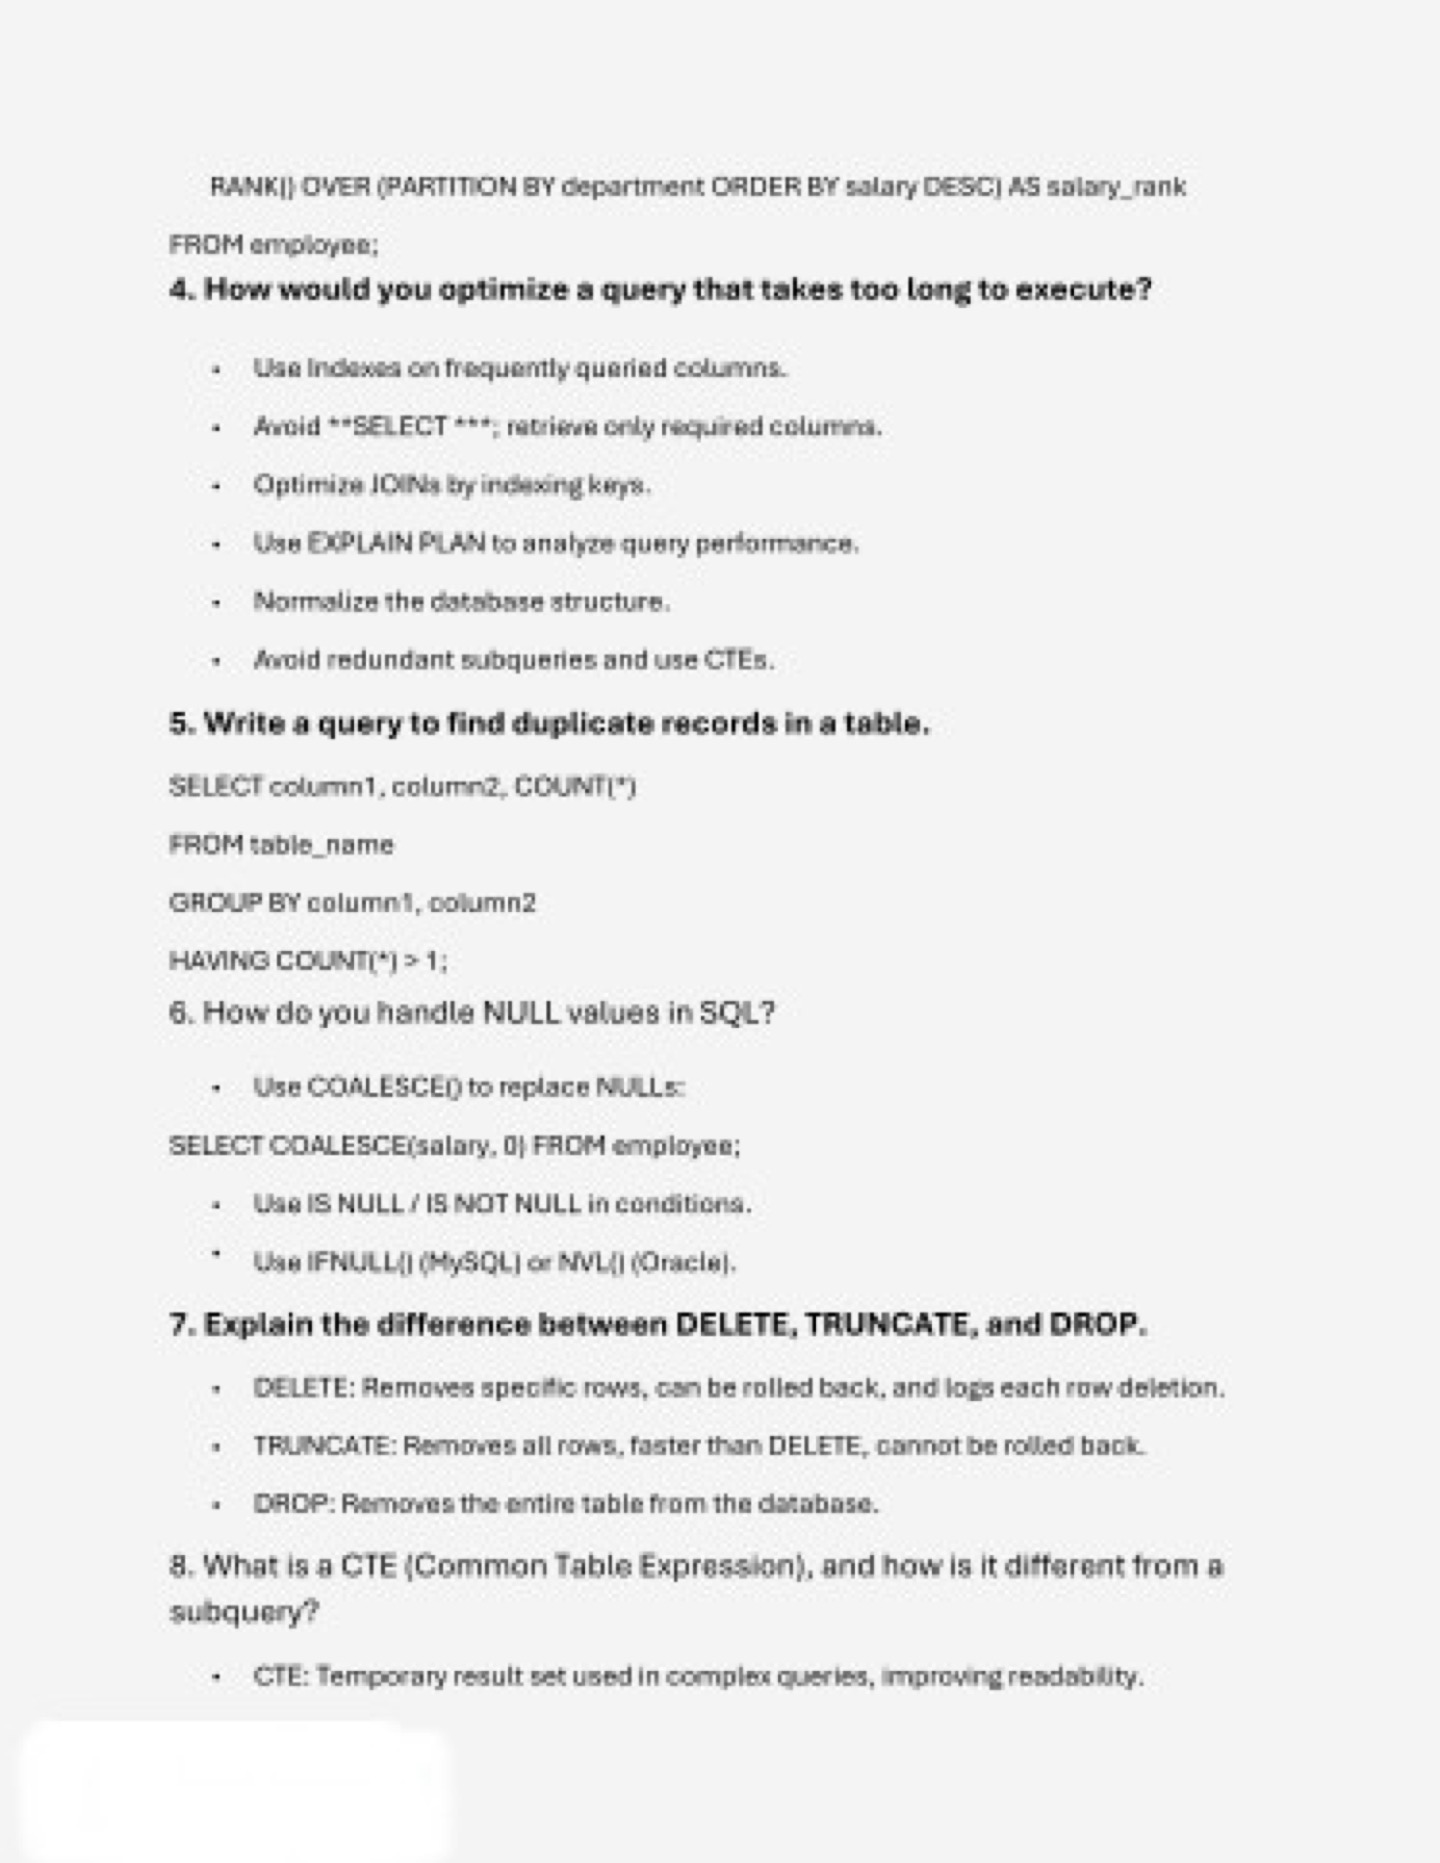 RANK() OVER (PARTITION BY department ORDER BY salary DESC) AS salary_rank
FROM employee;
4. How would you optimize a query that takes too long to execute?
• Use Indexes on frequently queried columns.
• Avoid **SELECT ***; retrieve only required columns.
• Optimize JOINs by indexing keys.
• Use EXPLAIN PLAN to analyze query performance.
• Normalize the database structure.
• Avoid redundant subqueries and use CTEs.
5. Write a query to find duplicate records in a table.
SELECT column1, column2, COUNT(*)
FROM table_name
GROUP BY column1, column2
HAVING COUNT(*) > 1;
6. How do you handle NULL values in SQL?
• Use COALESCE() to replace NULLs:
SELECT COALESCE(salary, 0) FROM employee;
• Use IS NULL / IS NOT NULL in conditions.
• Use IFNULL() (MySQL) or NVL() (Oracle).
7. Explain the difference between DELETE, TRUNCATE, and DROP.
• DELETE: Removes specific rows, can be rolled back, and logs each row deletion.
• TRUNCATE: Removes all rows, faster than DELETE, cannot be rolled back.
• DROP: Removes the entire table from the database.
8. What is a CTE (Common Table Expression), and how is it different from a
subquery?
• CTE: Temporary result set used in complex queries, improving readability.